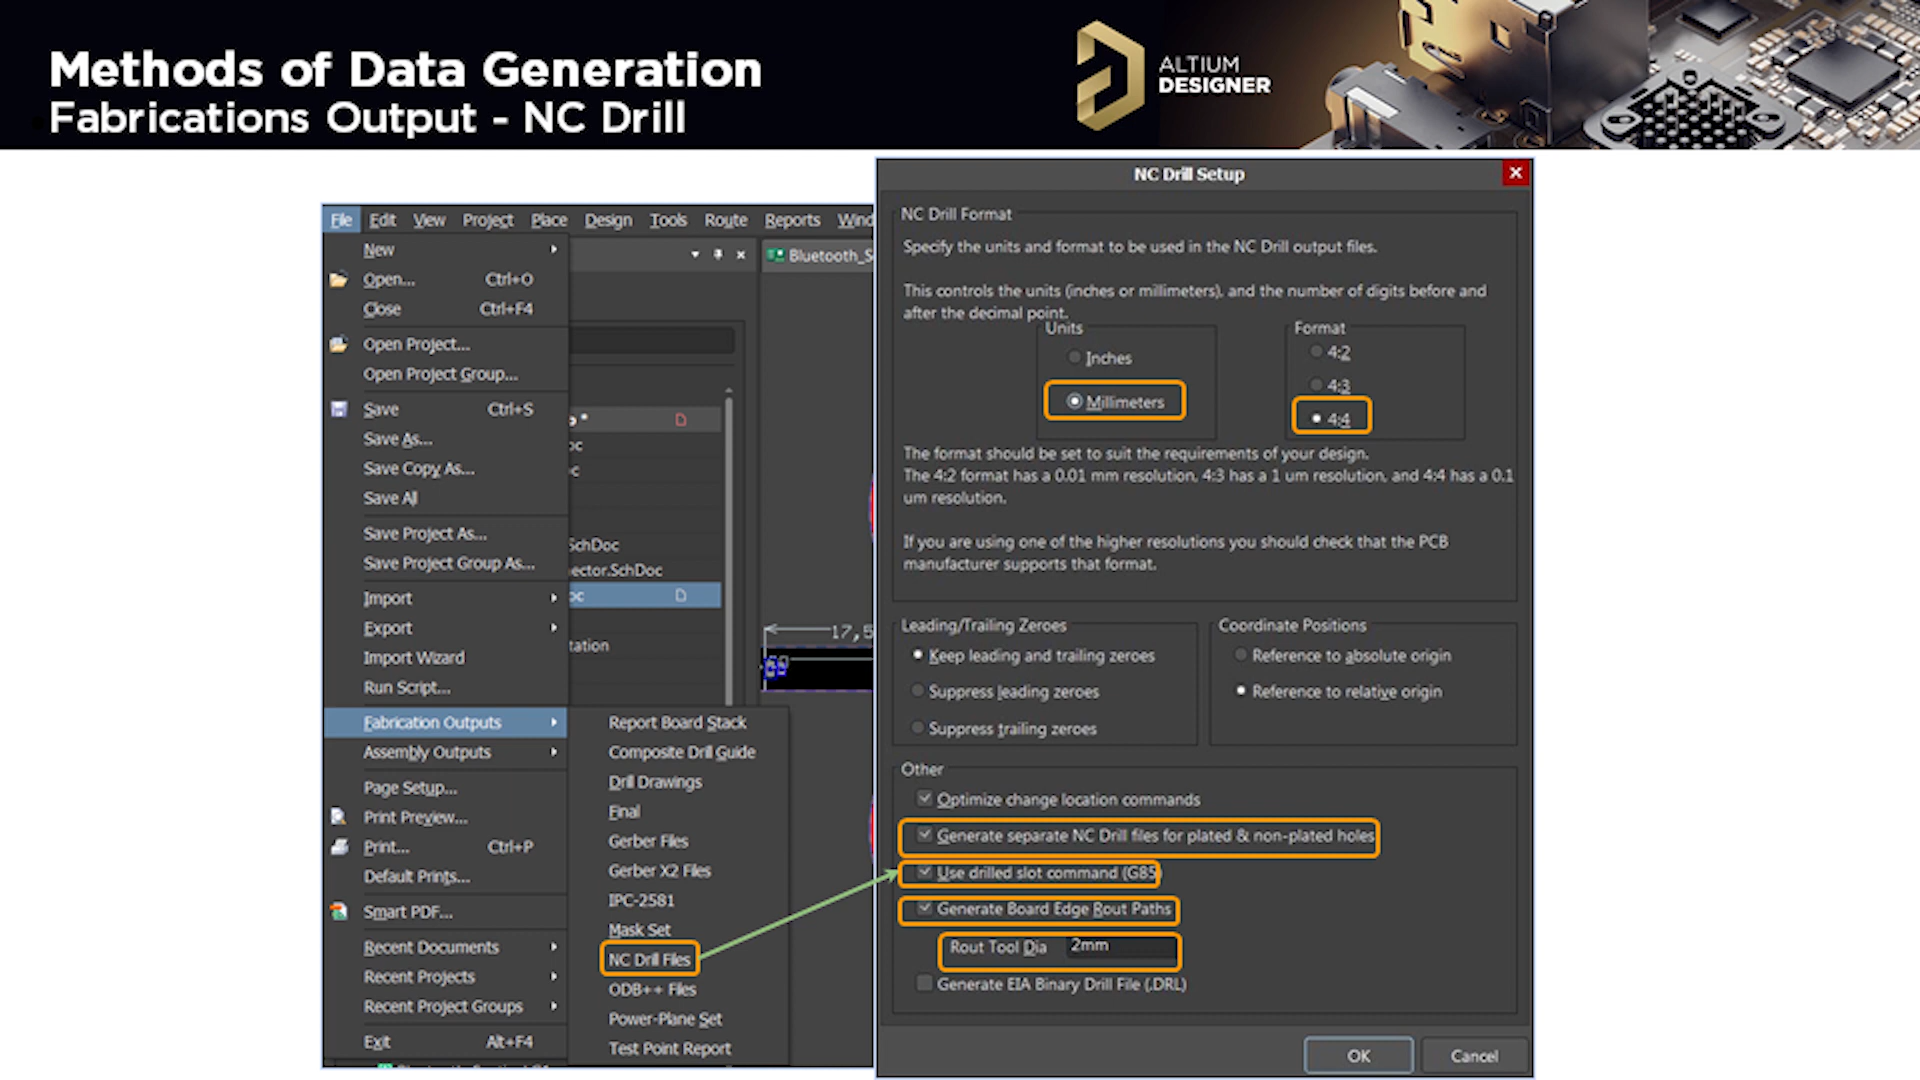 Methods of Data Generation
Fabrications Output - NC Drill
ALTIUM
DESIGNER
File Edit View Project Place Design Tools Route Reports Wind
New
Open... Ctrl+O
Close Ctrl+F4
Open Project...
Open Project Group...
Save Ctrl+S
Save As...
Save Copy As...
Save All
Save Project As...
Save Project Group As...
Import
Export
Import Wizard
Run Script...
Fabrication Outputs
Assembly Outputs
Page Setup...
Print Preview...
Print... Ctrl+P
Default Prints...
Smart PDF...
Recent Documents
Recent Projects
Recent Project Groups
Exit Alt+F4
Bluetooth_S
oc
c
SchDoc
ector.SchDoc
oc
tation
17,5
Report Board Stack
Composite Drill Guide
Drill Drawings
Final
Gerber Files
Gerber X2 Files
IPC-2581
Mask Set
NC Drill Files
ODB++ Files
Power-Plane Set
Test Point Report
NC Drill Setup
NC Drill Format
Specify the units and format to be used in the NC Drill output files.
This controls the units (inches or millimeters), and the number of digits before and
after the decimal point.
Units
Inches
Millimeters
Format
4:2
4:3
4:4
The format should be set to suit the requirements of your design.
The 4:2 format has a 0.01 mm resolution, 4:3 has a 1 um resolution, and 4:4 has a 0.1
um resolution.
If you are using one of the higher resolutions you should check that the PCB
manufacturer supports that format.
Leading/Trailing Zeroes
Keep leading and trailing zeroes
Suppress leading zeroes
Suppress trailing zeroes
Coordinate Positions
Reference to absolute origin
Reference to relative origin
Other
Optimize change location commands
Generate separate NC Drill files for plated & non-plated holes
Use drilled slot command (G85)
Generate Board Edge Rout Paths
Rout Tool Dia 2mm
Generate EIA Binary Drill File (.DRL)
OK Cancel